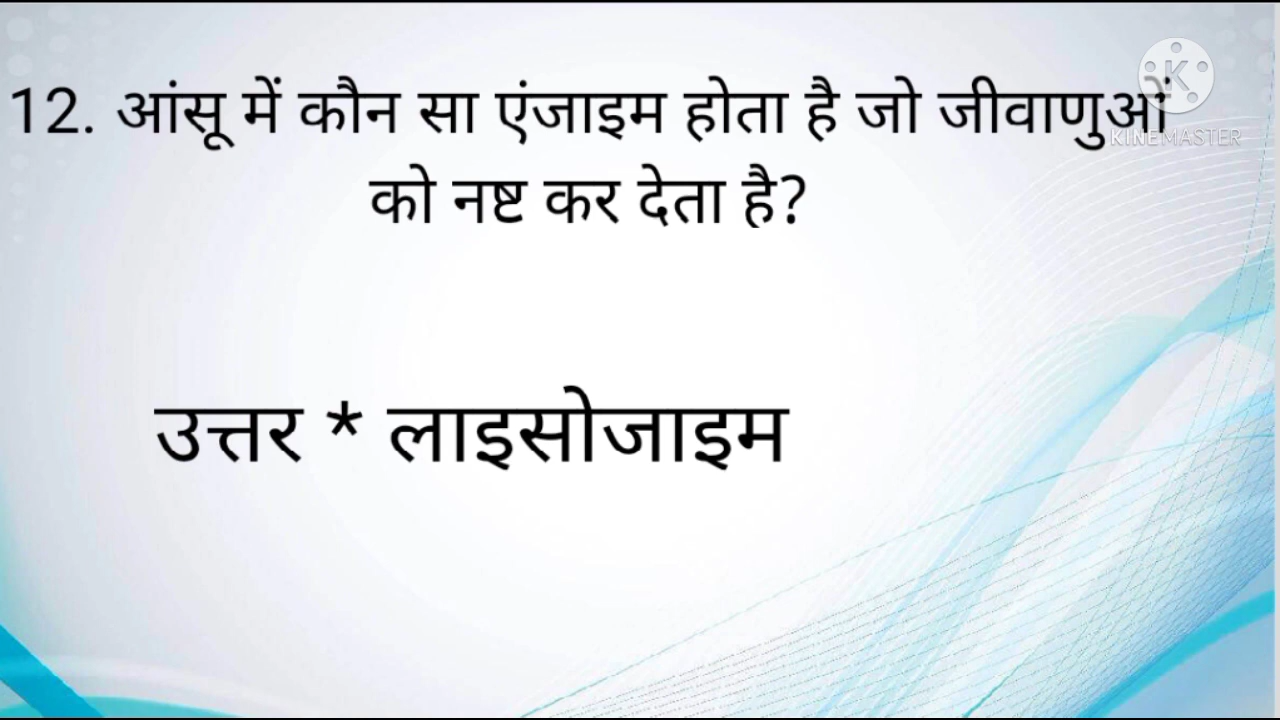 12. आंसू में कौन सा एंजाइम होता है जो जीवाणुओं
को नष्ट कर देता है?
उत्तर * लाइसोजाइम
K
KINEMASTER